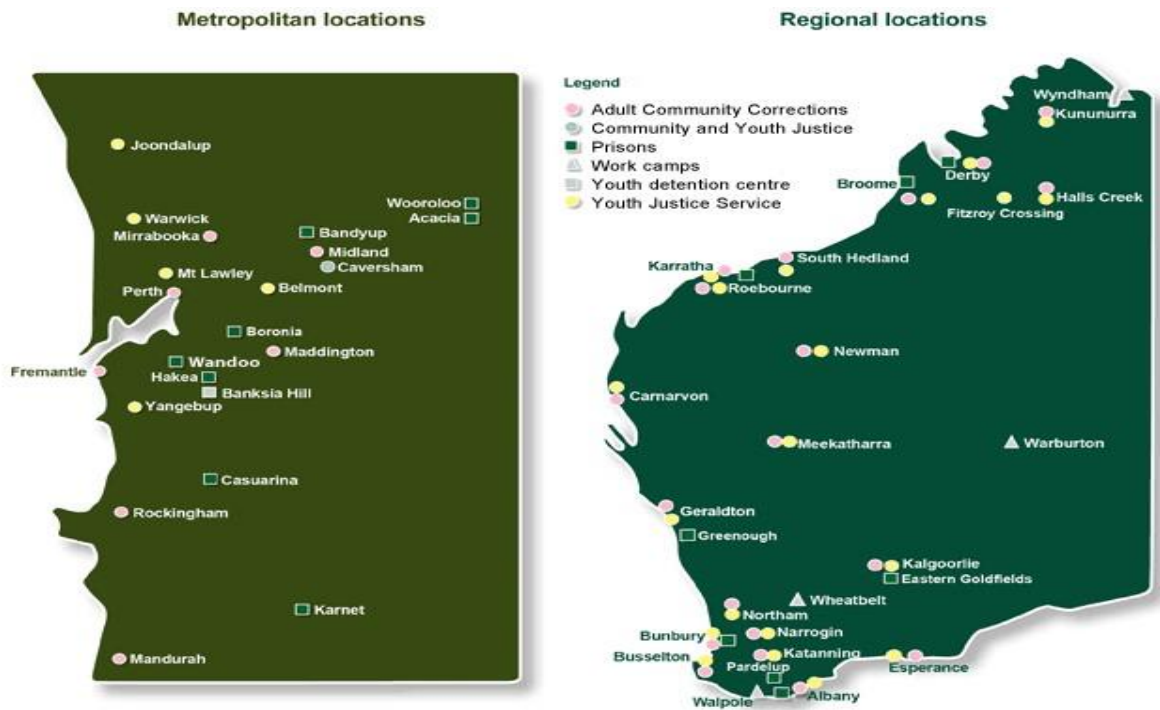 Metropolitan locations
Joondalup
Wooroloo
Acacia
Warwick
Mirrabooka
Bandyup
Midland
Caversham
Mt Lawley
Belmont
Perth
Boronia
Maddington
Wandoo
Fremantle
Hakea
Banksia Hill
Yangebup
Casuarina
Rockingham
Karnet
Mandurah
Regional locations
Legend
Adult Community Corrections
Community and Youth Justice
Prisons
Work camps
Youth detention centre
Youth Justice Service
Wyndham
Kununurra
Derby
Broome
Halls Creek
Fitzroy Crossing
South Hedland
Karratha
Roebourne
Newman
Carnarvon
Meekatharra
Warburton
Geraldton
Greenough
Kalgoorlie
Eastern Goldfields
Wheatbelt
Northam
Bunbury
Narrogin
Busselton
Katanning
Pardelup
Esperance
Walpole
Albany